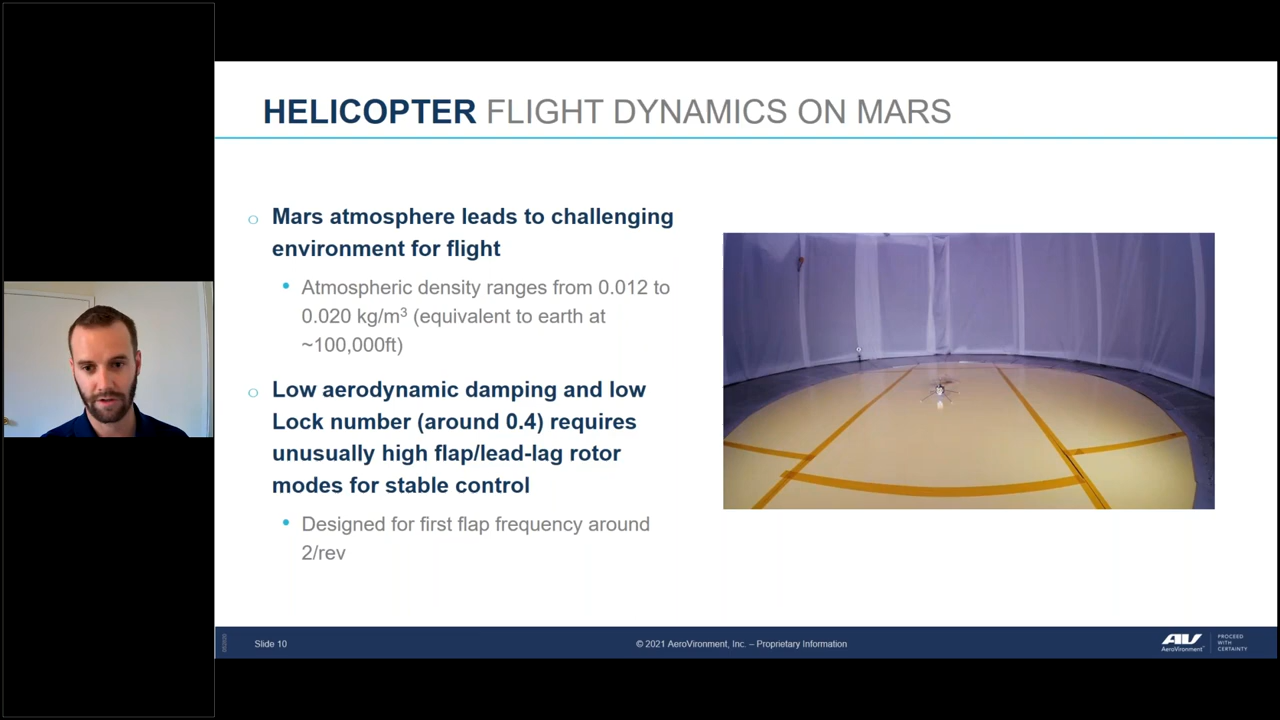 HELICOPTER FLIGHT DYNAMICS ON MARS
Mars atmosphere leads to challenging
environment for flight
Atmospheric density ranges from 0.012 to
0.020 kg/m³ (equivalent to earth at
~100,000ft)
Low aerodynamic damping and low
Lock number (around 0.4) requires
unusually high flap/lead-lag rotor
modes for stable control
Designed for first flap frequency around
2/rev
Slide 10
© 2021 AeroVironment, Inc. – Proprietary Information
AV
AeroVironment
PROCEED
WITH
CERTAINTY